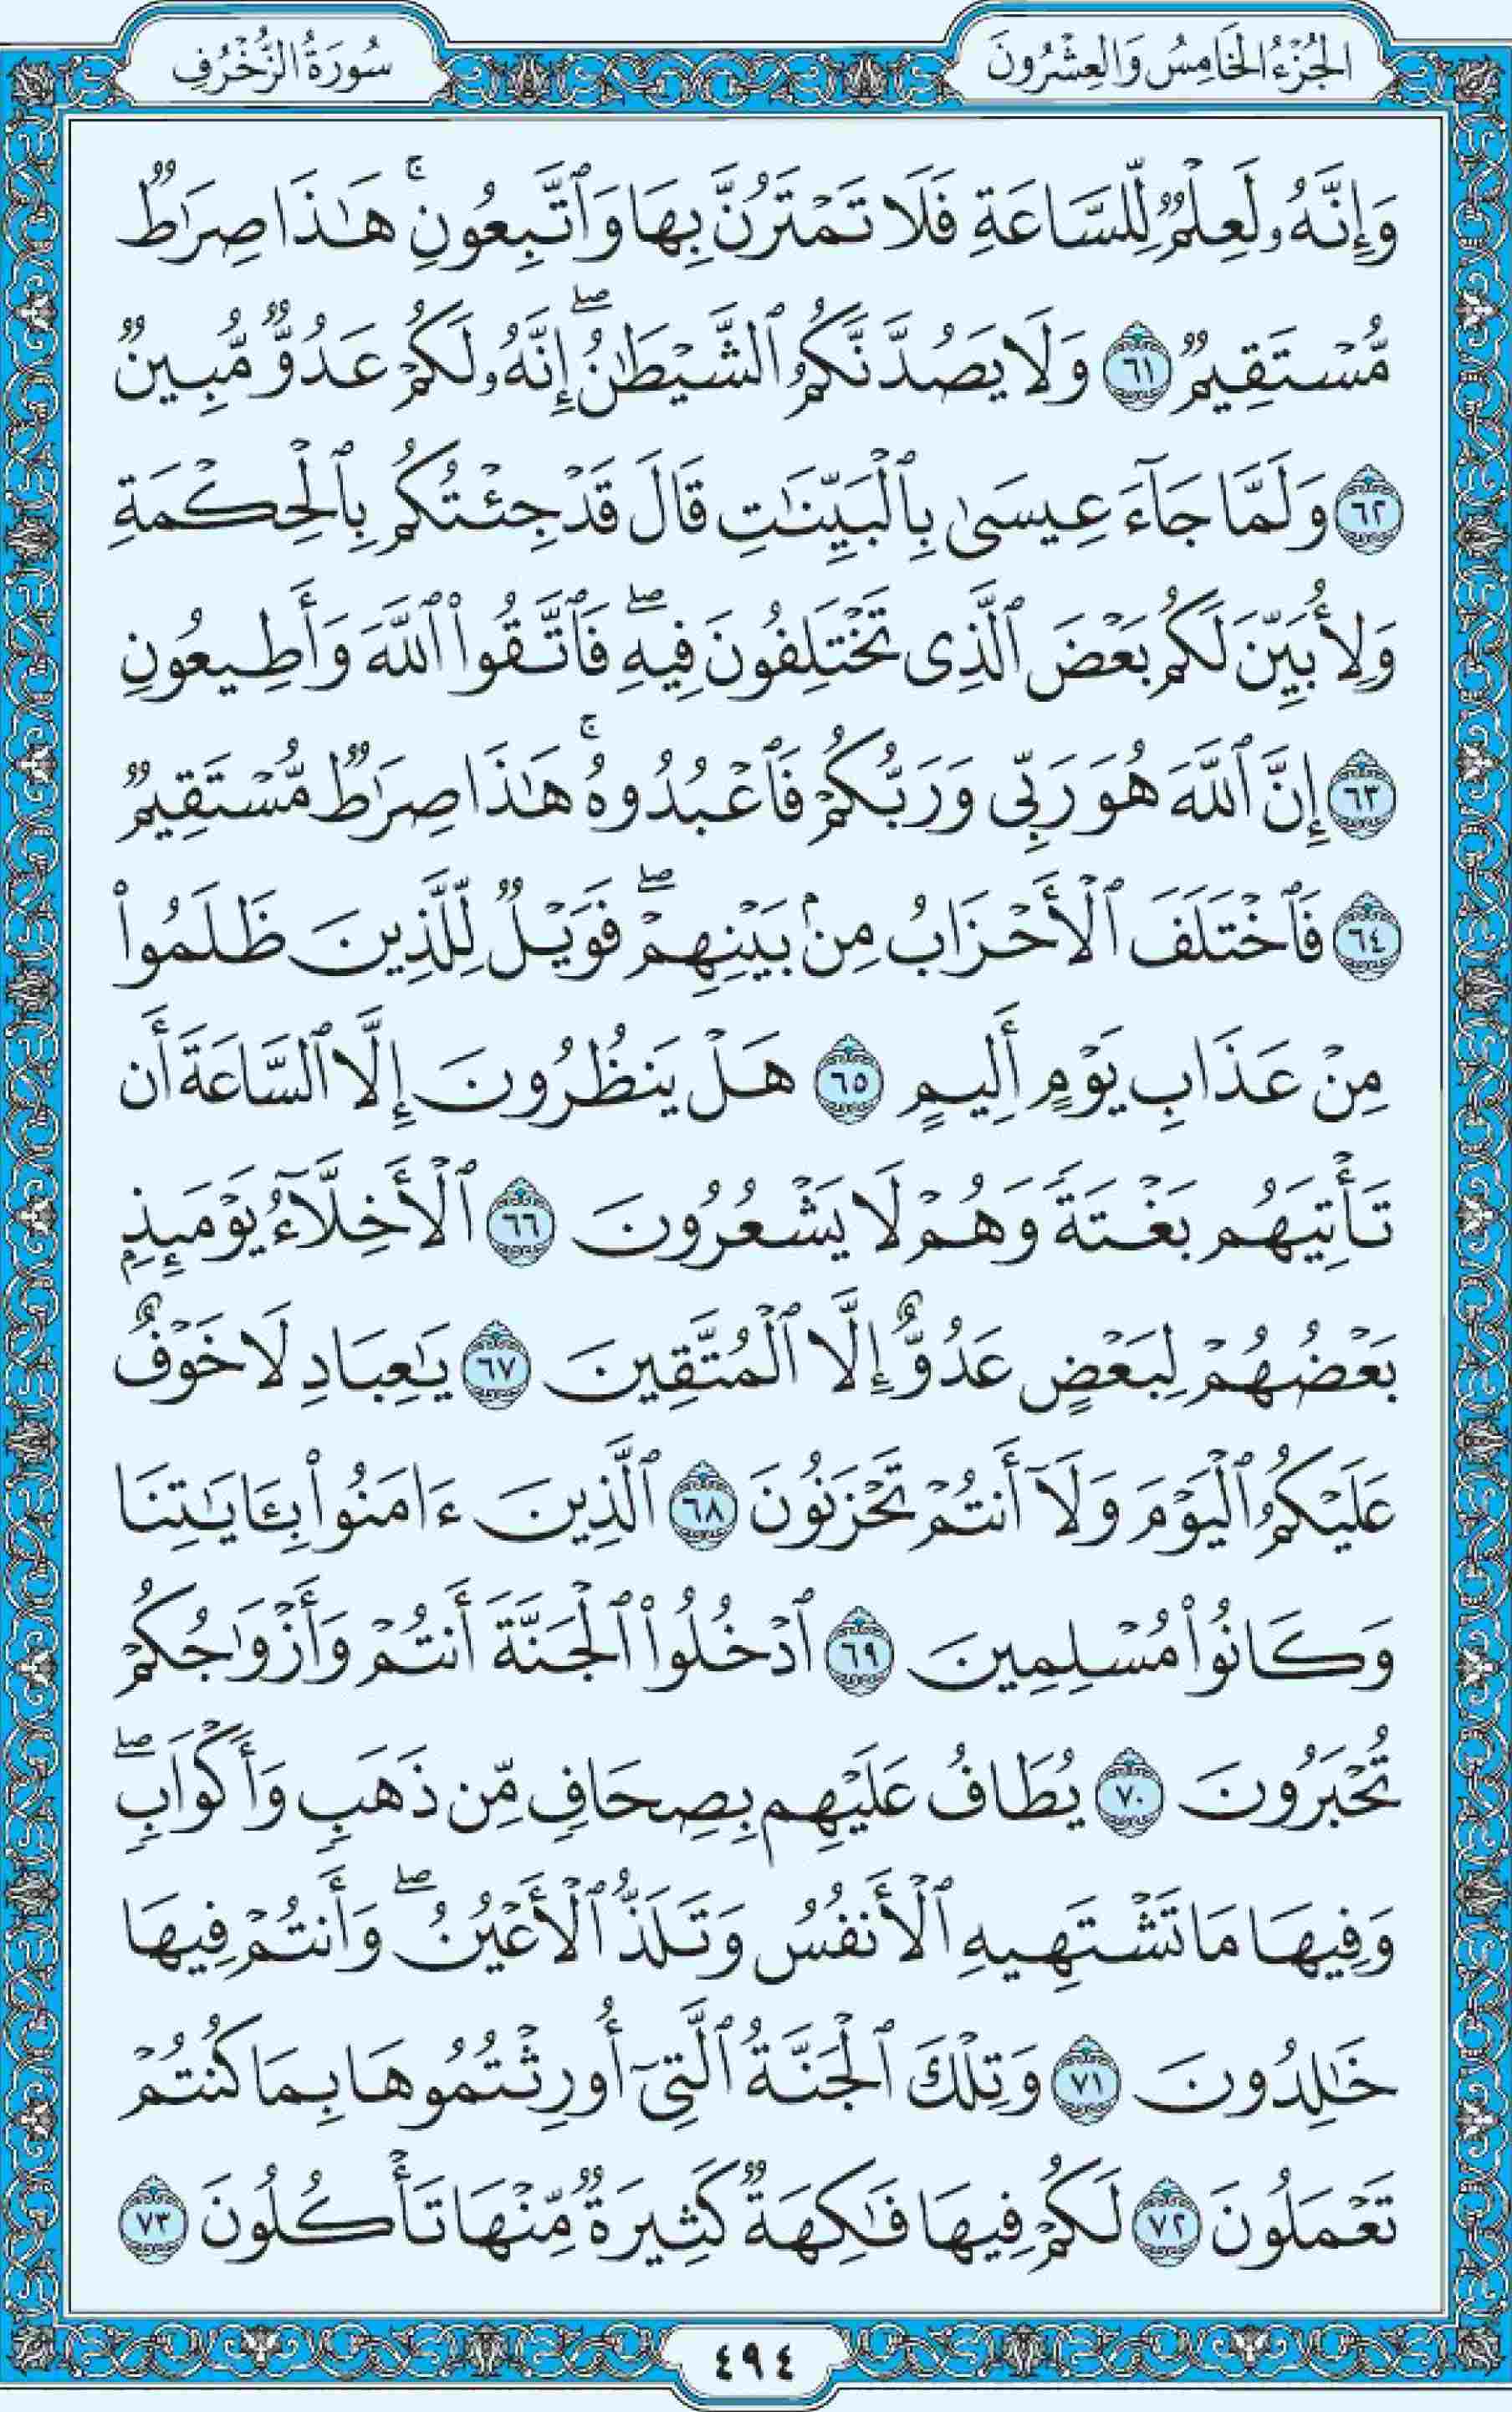 الجُزْءُ الخَامِسُ وَالعِشْرُونَ
سُورَةُ الزُّخْرُفِ
وَإِنَّهُۥ لَعِلْمٌ لِّلسَّاعَةِ فَلَا تَمْتَرُنَّ بِهَا وَٱتَّبِعُونِ ۚ هَٰذَا صِرَٰطٌ
مُّسْتَقِيمٌ ٦١ وَلَا يَصُدَّنَّكُمُ ٱلشَّيْطَٰنُ ۖ إِنَّهُۥ لَكُمْ عَدُوٌّ مُّبِينٌ
٦٢ وَلَمَّا جَآءَ عِيسَىٰ بِٱلْبَيِّنَٰتِ قَالَ قَدْ جِئْتُكُم بِٱلْحِكْمَةِ
وَلِأُبَيِّنَ لَكُم بَعْضَ ٱلَّذِى تَخْتَلِفُونَ فِيهِ ۖ فَٱتَّقُوا۟ ٱللَّهَ وَأَطِيعُونِ
٦٣ إِنَّ ٱللَّهَ هُوَ رَبِّى وَرَبُّكُمْ فَٱعْبُدُوهُ ۚ هَٰذَا صِرَٰطٌ مُّسْتَقِيمٌ
٦٤ فَٱخْتَلَفَ ٱلْأَحْزَابُ مِنۢ بَيْنِهِمْ ۖ فَوَيْلٌ لِّلَّذِينَ ظَلَمُوا۟
مِنْ عَذَابِ يَوْمٍ أَلِيمٍ ٦٥ هَلْ يَنظُرُونَ إِلَّا ٱلسَّاعَةَ أَن
تَأْتِيَهُم بَغْتَةً وَهُمْ لَا يَشْعُرُونَ ٦٦ ٱلْأَخِلَّآءُ يَوْمَئِذٍۭ
بَعْضُهُمْ لِبَعْضٍ عَدُوٌّ إِلَّا ٱلْمُتَّقِينَ ٦٧ يَٰعِبَادِ لَا خَوْفٌ
عَلَيْكُمُ ٱلْيَوْمَ وَلَآ أَنتُمْ تَحْزَنُونَ ٦٨ ٱلَّذِينَ ءَامَنُوا۟ بِـَٔايَٰتِنَا
وَكَانُوا۟ مُسْلِمِينَ ٦٩ ٱدْخُلُوا۟ ٱلْجَنَّةَ أَنتُمْ وَأَزْوَٰجُكُمْ
تُحْبَرُونَ ٧٠ يُطَافُ عَلَيْهِم بِصِحَافٍ مِّن ذَهَبٍ وَأَكْوَابٍ ۖ
وَفِيهَا مَا تَشْتَهِيهِ ٱلْأَنفُسُ وَتَلَذُّ ٱلْأَعْيُنُ ۖ وَأَنتُمْ فِيهَا
خَٰلِدُونَ ٧١ وَتِلْكَ ٱلْجَنَّةُ ٱلَّتِىٓ أُورِثْتُمُوهَا بِمَا كُنتُمْ
تَعْمَلُونَ ٧٢ لَكُمْ فِيهَا فَٰكِهَةٌ كَثِيرَةٌ مِّنْهَا تَأْكُلُونَ ٧٣
٤٩٤